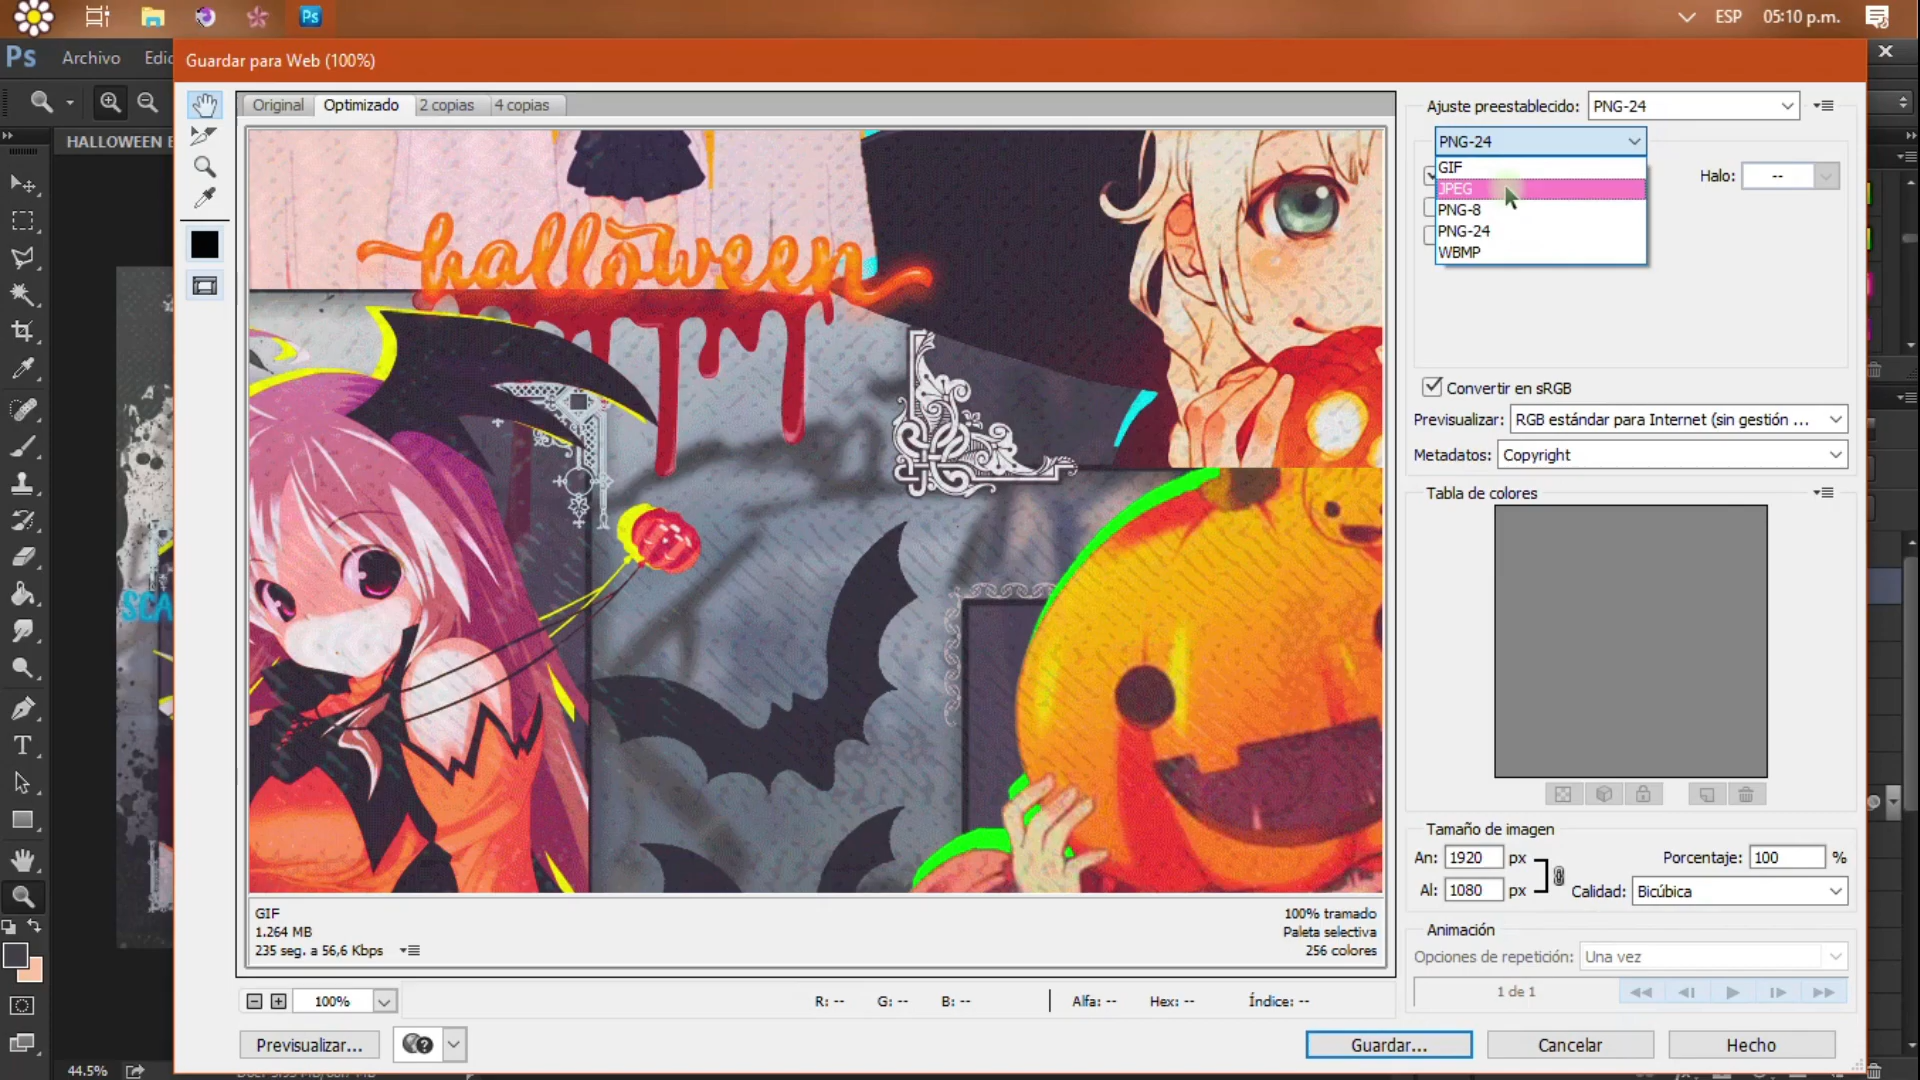 Ps
ESP
05:10 p.m.
Ps
Archivo
Guardar para Web (100%)
HALLOWEEN
Original
Optimizado
2 copias
4 copias
Ajuste preestablecido:
PNG-24
PNG-24
GIF
JPEG
PNG-8
PNG-24
WBMP
Halo:
--
halloween
Convertir en sRGB
Previsualizar:
RGB estándar para Internet (sin gestión ...
Metadatos:
Copyright
Tabla de colores
Tamaño de imagen
An: 1920 px
Porcentaje: 100 %
Al: 1080 px
Calidad: Bicúbica
Animación
Opciones de repetición: Una vez
1 de 1
GIF
1.264 MB
235 seg. a 56,6 Kbps
100% tramado
Paleta selectiva
256 colores
100%
R: -- G: -- B: --
Alfa: -- Hex: -- Índice: --
Previsualizar...
Guardar...
Cancelar
Hecho
44.5%